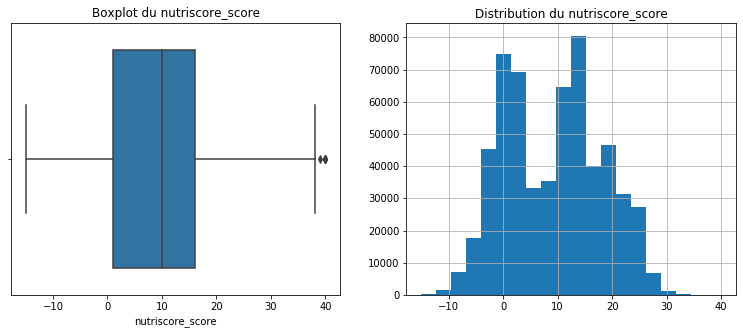 Boxplot du nutriscore_score
−10 0 10 20 30 40
nutriscore_score
Distribution du nutriscore_score
80000
70000
60000
50000
40000
30000
20000
10000
0
−10 0 10 20 30 40